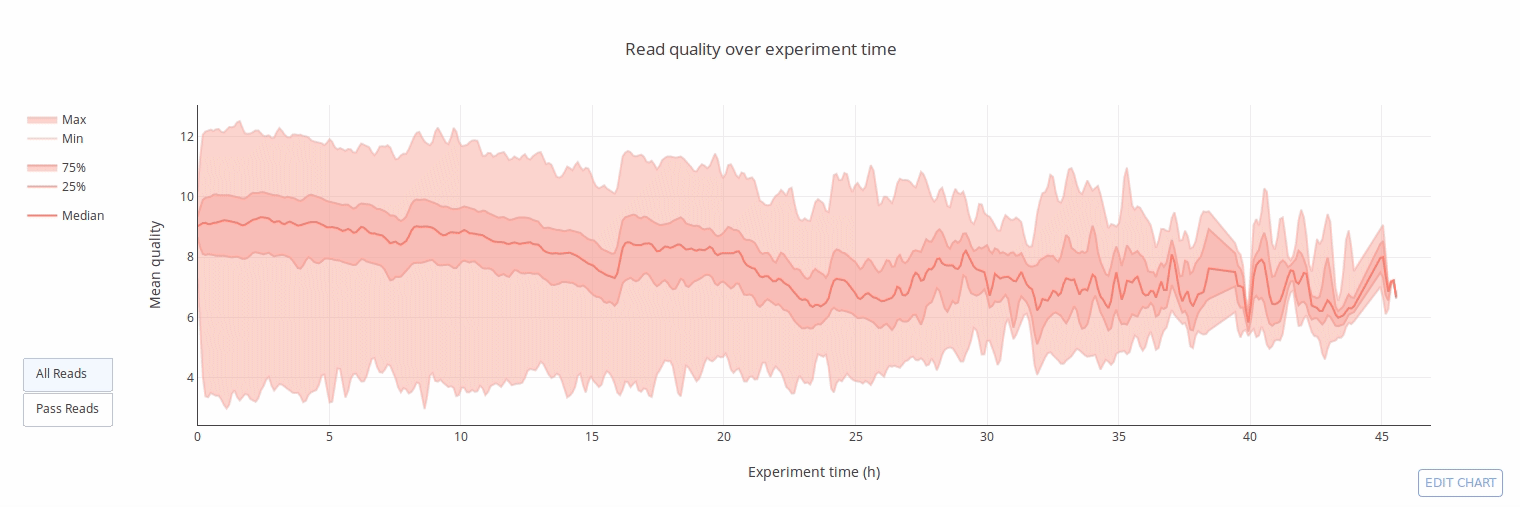 Read quality over experiment time
Max
Min
75%
25%
Median
Mean quality
12
10
8
6
4
0 5 10 15 20 25 30 35 40 45
Experiment time (h)
All Reads
Pass Reads
EDIT CHART